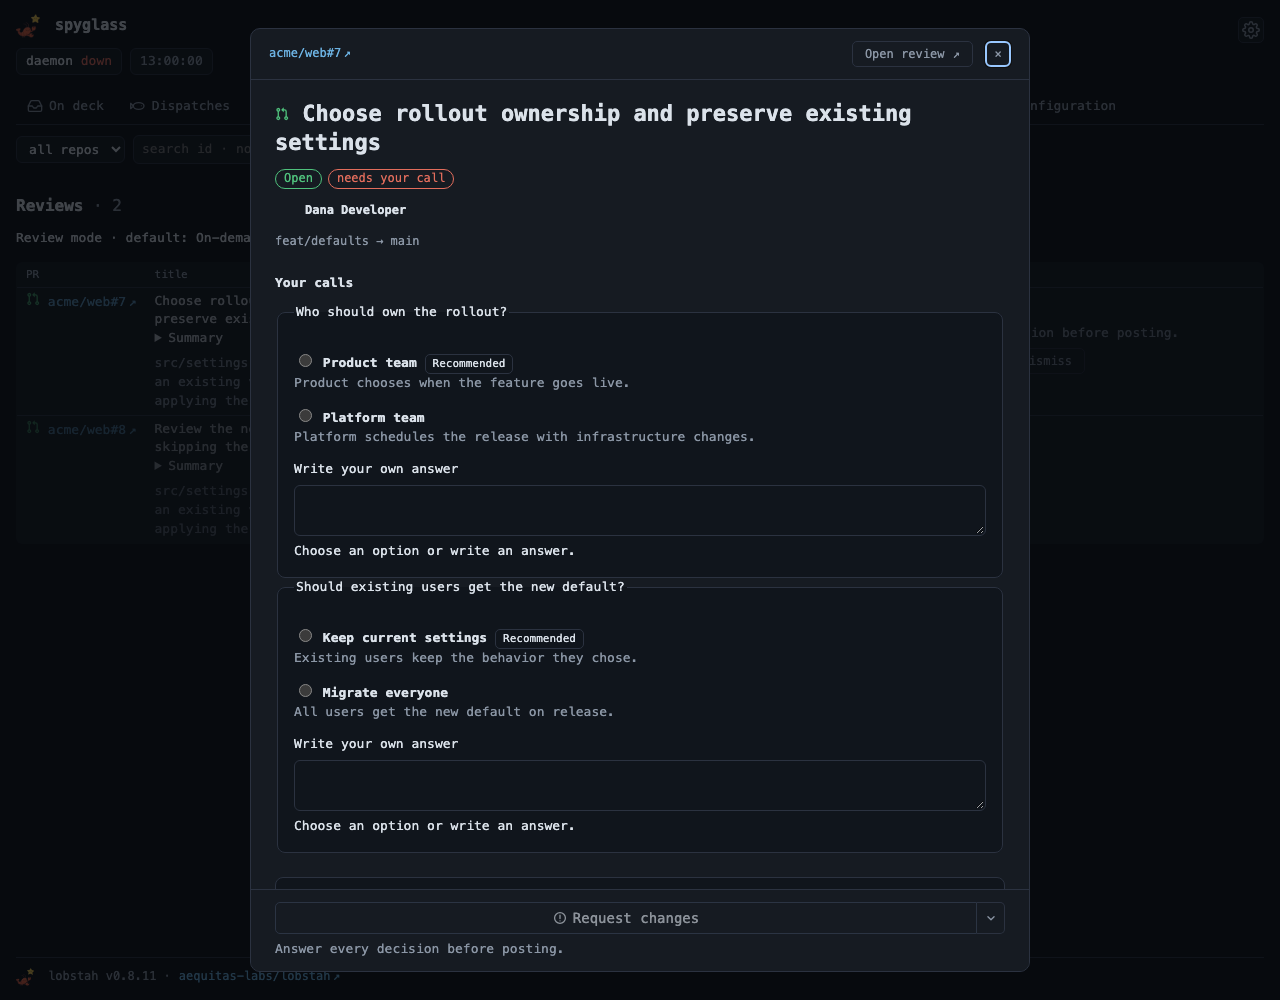 spyglass
daemon down
13:00:00
On deck
Dispatches
nfiguration
all repos
search id · no
Reviews · 2
Review mode · default: On-dema
PR
title
acme/web#7↗
Choose rollo
preserve exi
▶ Summary
src/settings
an existing
applying the
ion before posting.
ismiss
acme/web#8↗
Review the n
skipping the
▶ Summary
src/settings
an existing
applying the
acme/web#7↗
Open review ↗
×
Choose rollout ownership and preserve existing
settings
Open
needs your call
Dana Developer
feat/defaults → main
Your calls
Who should own the rollout?
Product team Recommended
Product chooses when the feature goes live.
Platform team
Platform schedules the release with infrastructure changes.
Write your own answer
Choose an option or write an answer.
Should existing users get the new default?
Keep current settings Recommended
Existing users keep the behavior they chose.
Migrate everyone
All users get the new default on release.
Write your own answer
Choose an option or write an answer.
Request changes
Answer every decision before posting.
lobstah v0.8.11 · aequitas-labs/lobstah↗